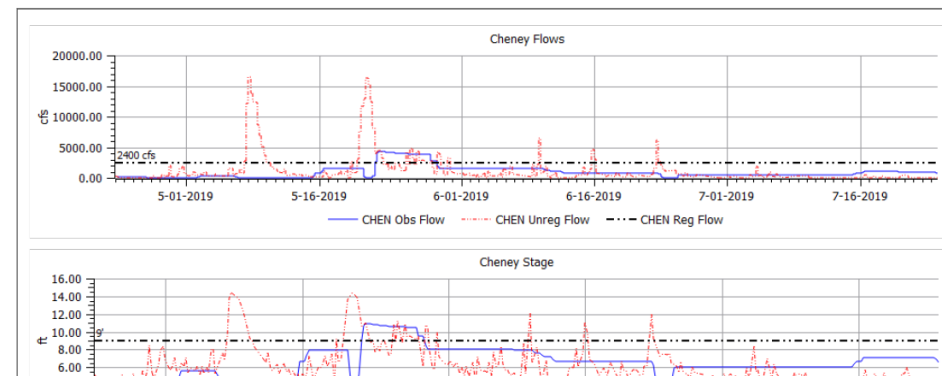 Cheney Flows
20000.00
15000.00
10000.00
5000.00
0.00
cfs
2400 cfs
5-01-2019 5-16-2019 6-01-2019 6-16-2019 7-01-2019 7-16-2019
CHEN Obs Flow CHEN Unreg Flow CHEN Reg Flow
Cheney Stage
16.00
14.00
12.00
10.00
8.00
6.00
ft
9'